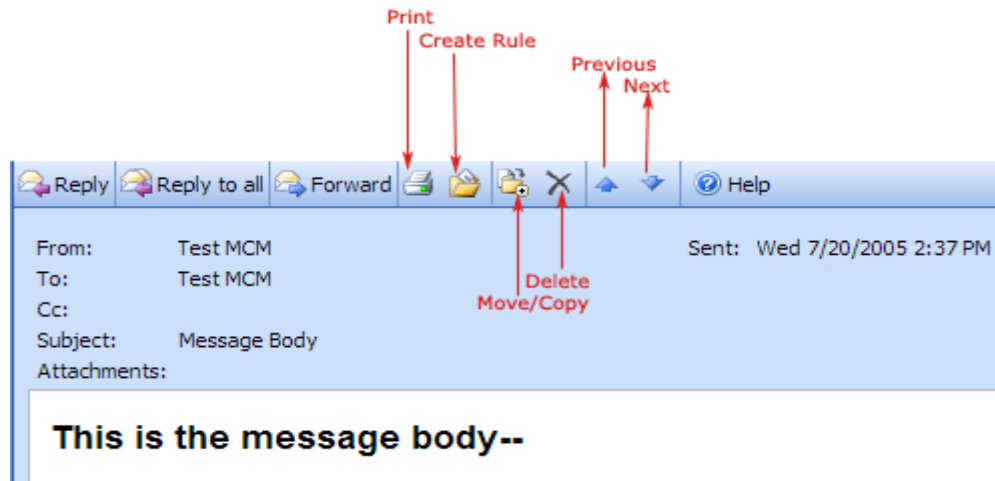 Print
Create Rule
Previous
Next
Reply Reply to all Forward Help
From: Test MCM Sent: Wed 7/20/2005 2:37 PM
To: Test MCM
Delete
Cc:
Move/Copy
Subject: Message Body
Attachments:
This is the message body--